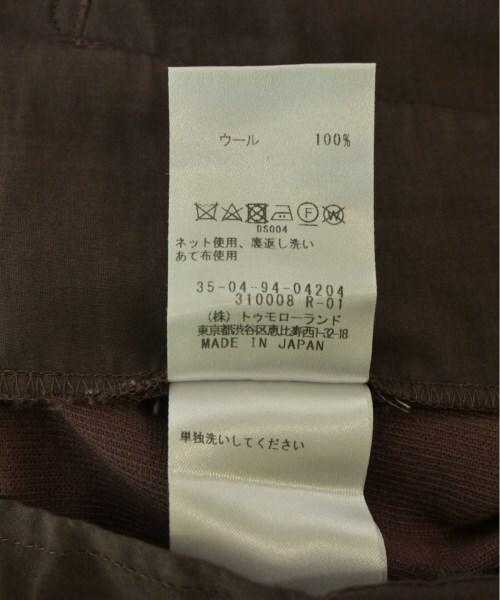 ウール 100%
F W
DS004
ネット使用、裏返し洗い
あて布使用
35-04-94-04204
310008 R-01
(株)トゥモローランド
東京都渋谷区恵比寿西1-32-18
MADE IN JAPAN
単独洗いしてください